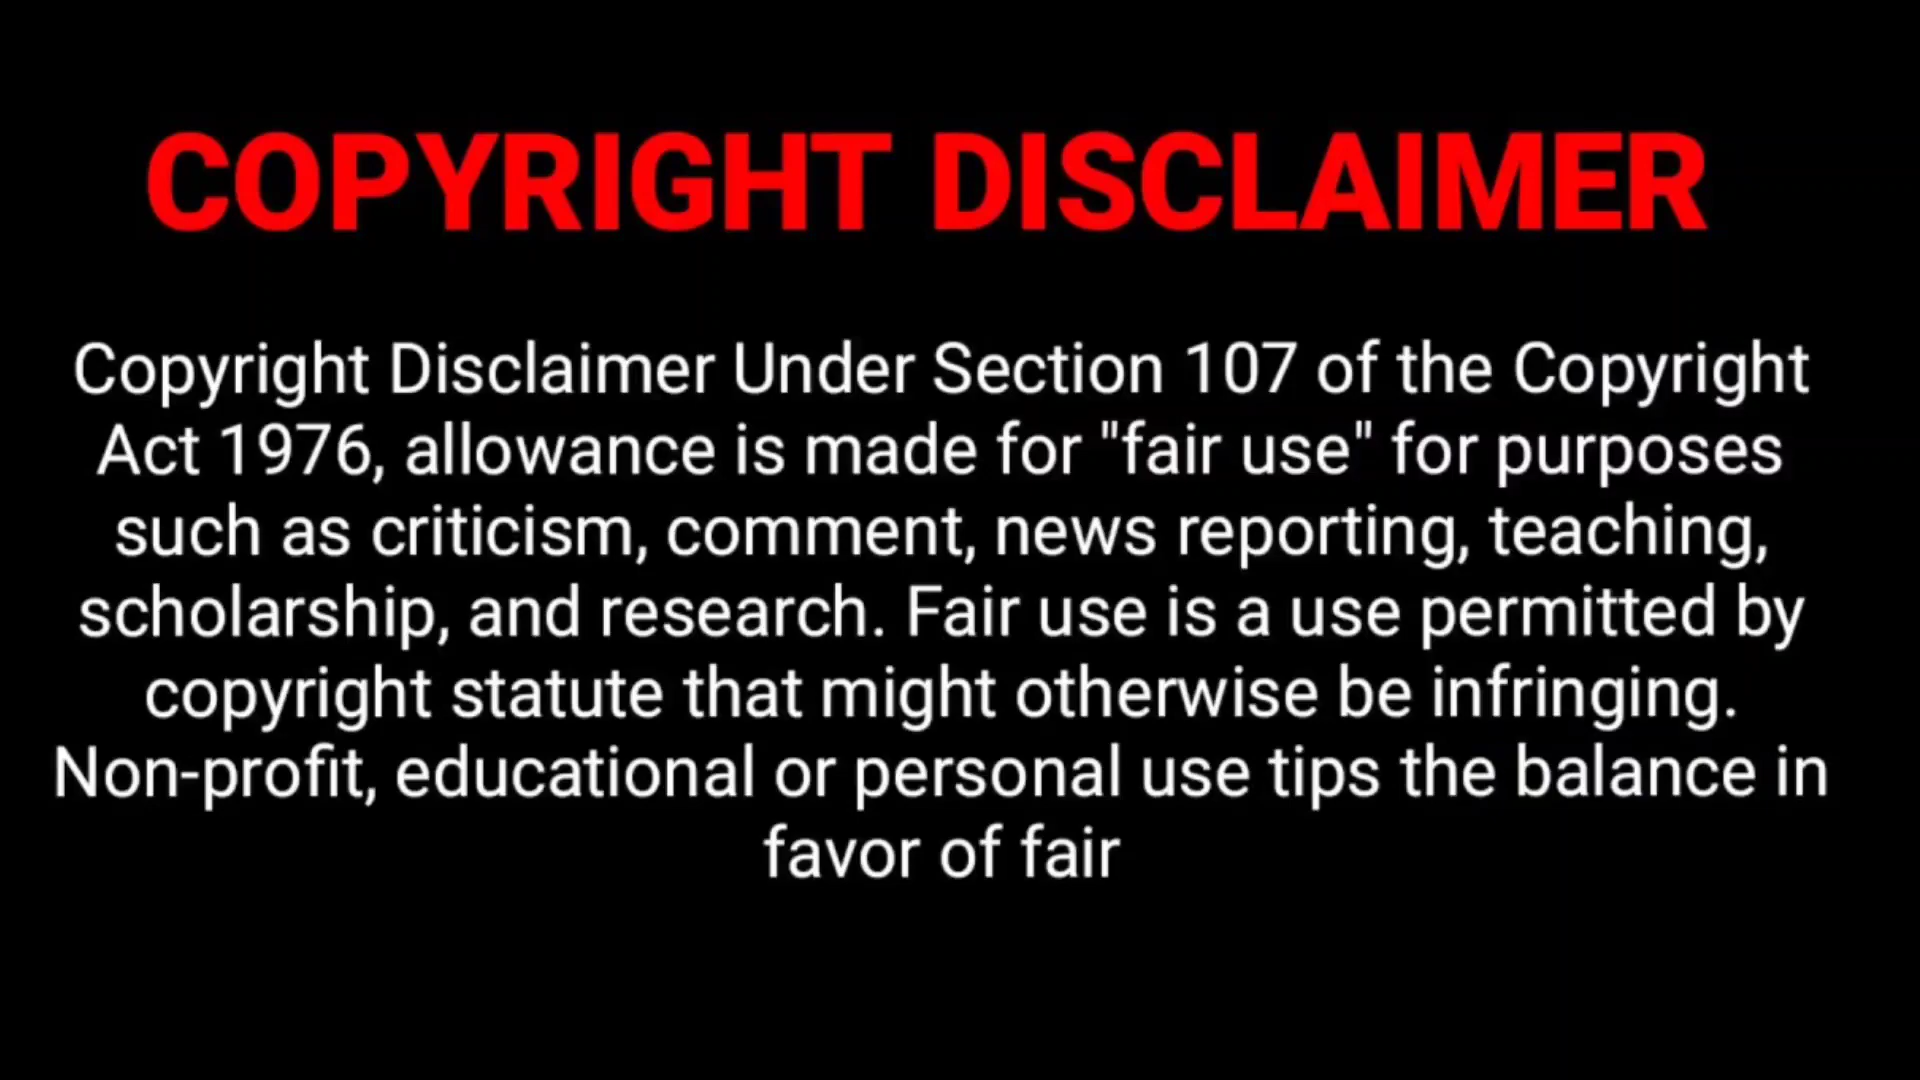 COPYRIGHT DISCLAIMER
Copyright Disclaimer Under Section 107 of the Copyright
Act 1976, allowance is made for "fair use" for purposes
such as criticism, comment, news reporting, teaching,
scholarship, and research. Fair use is a use permitted by
copyright statute that might otherwise be infringing.
Non-profit, educational or personal use tips the balance in
favor of fair